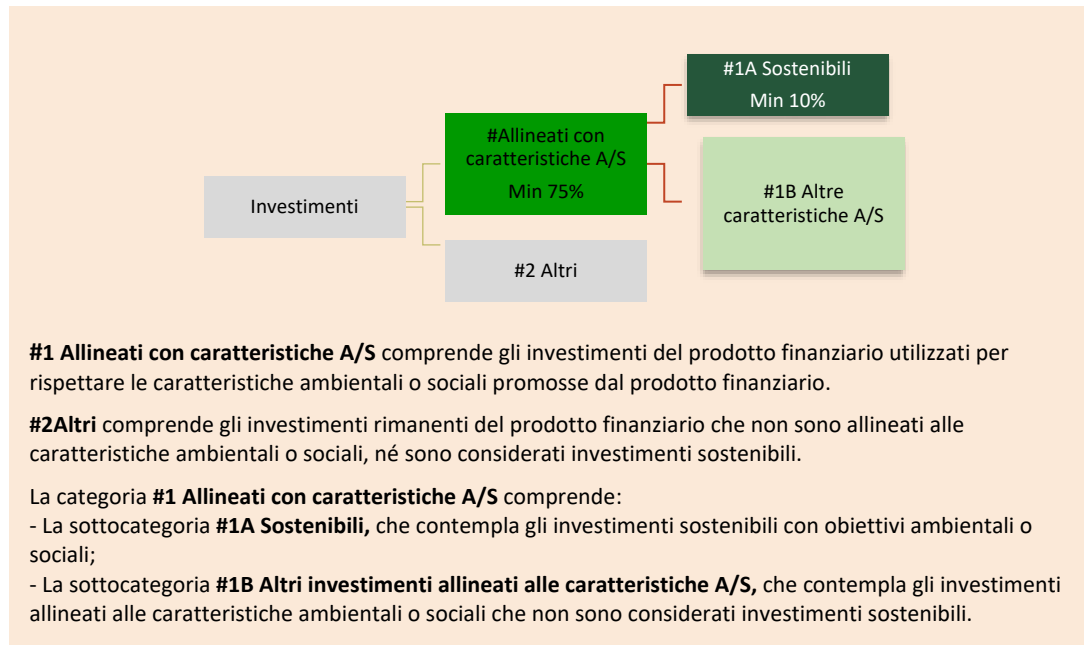 #1A Sostenibili
Min 10%
#Allineati con
caratteristiche A/S
Min 75%
#1B Altre
caratteristiche A/S
Investimenti
#2 Altri
#1 Allineati con caratteristiche A/S comprende gli investimenti del prodotto finanziario utilizzati per
rispettare le caratteristiche ambientali o sociali promosse dal prodotto finanziario.
#2Altri comprende gli investimenti rimanenti del prodotto finanziario che non sono allineati alle
caratteristiche ambientali o sociali, né sono considerati investimenti sostenibili.
La categoria #1 Allineati con caratteristiche A/S comprende:
- La sottocategoria #1A Sostenibili, che contempla gli investimenti sostenibili con obiettivi ambientali o
sociali;
- La sottocategoria #1B Altri investimenti allineati alle caratteristiche A/S, che contempla gli investimenti
allineati alle caratteristiche ambientali o sociali che non sono considerati investimenti sostenibili.